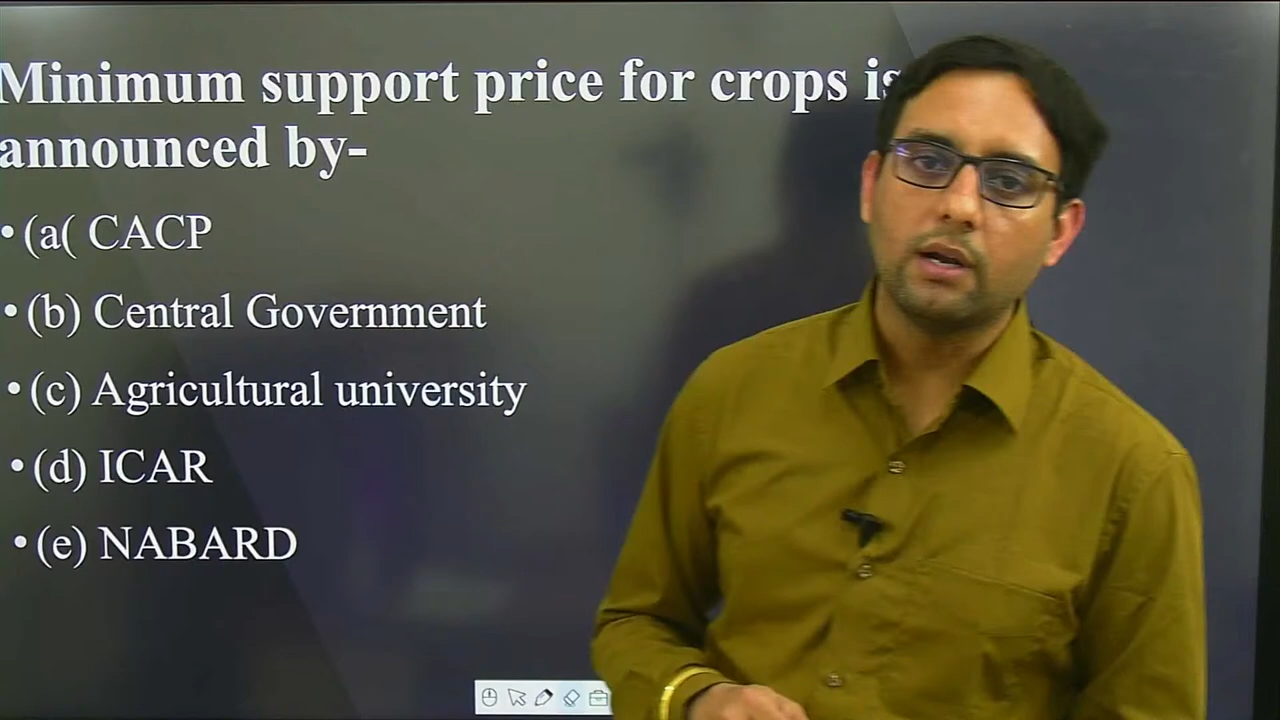 Minimum support price for crops is
announced by-
• (a( CACP
• (b) Central Government
• (c) Agricultural university
• (d) ICAR
• (e) NABARD